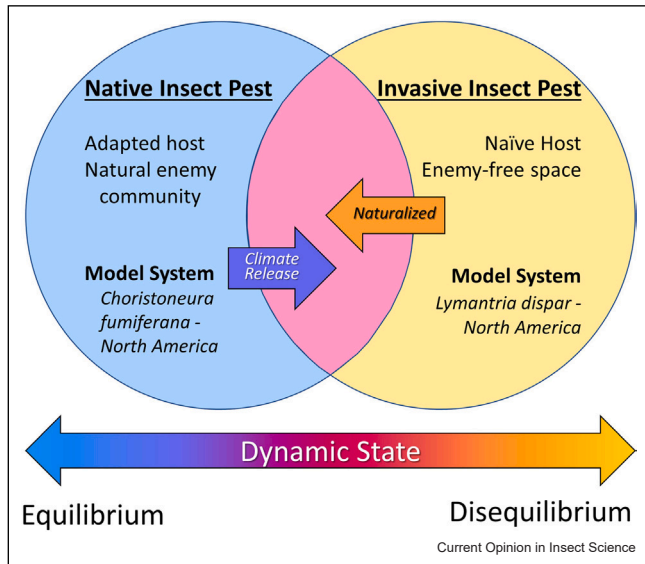 Native Insect Pest
Adapted host
Natural enemy
community
Model System
Choristoneura
fumiferana -
North America
Climate
Release
Invasive Insect Pest
Naïve Host
Enemy-free space
Naturalized
Model System
Lymantria dispar -
North America
Dynamic State
Equilibrium
Disequilibrium
Current Opinion in Insect Science